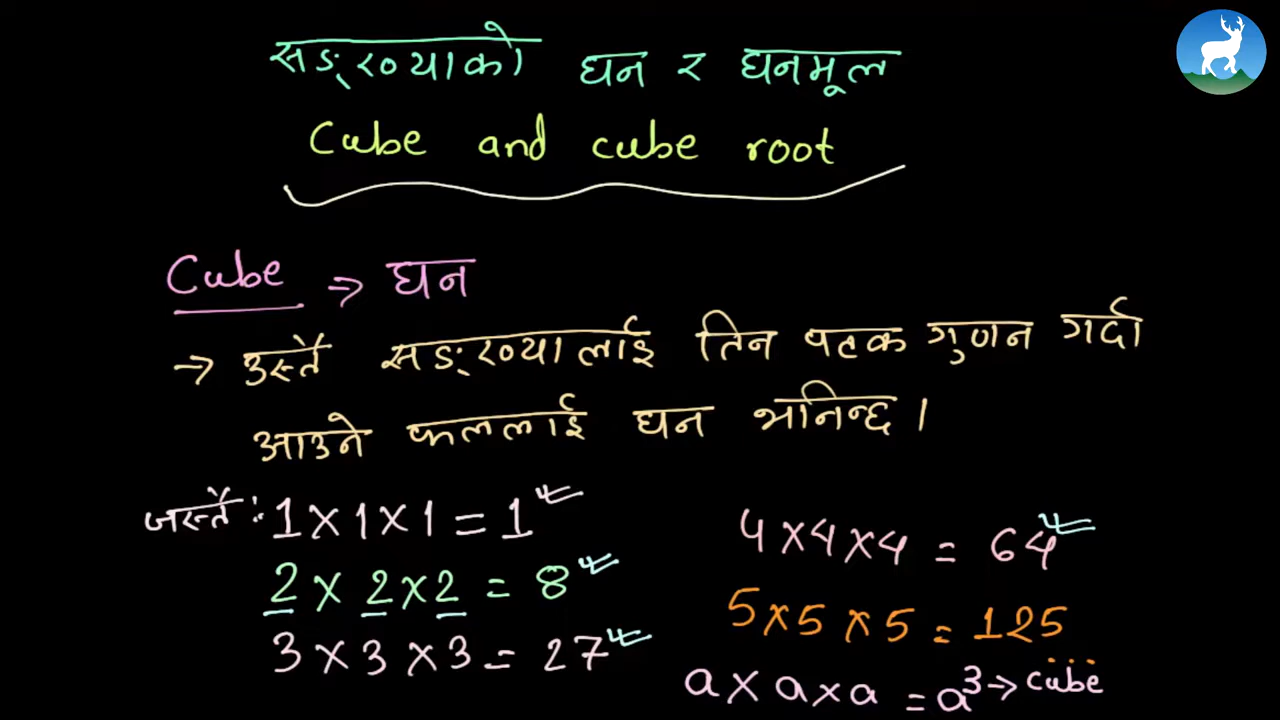 सङ्ख्याको घन र घनमूल
Cube and cube root
Cube ⇒ घन
→ उस्तै सङ्ख्यालाई तिन पटक गुणन गर्दा
आउने फललाई घन भनिन्छ।
जस्तै: 1×1×1=1
2×2×2=8
3×3×3=27
4×4×4=64
5×5×5=125
a×a×a=a³→cube